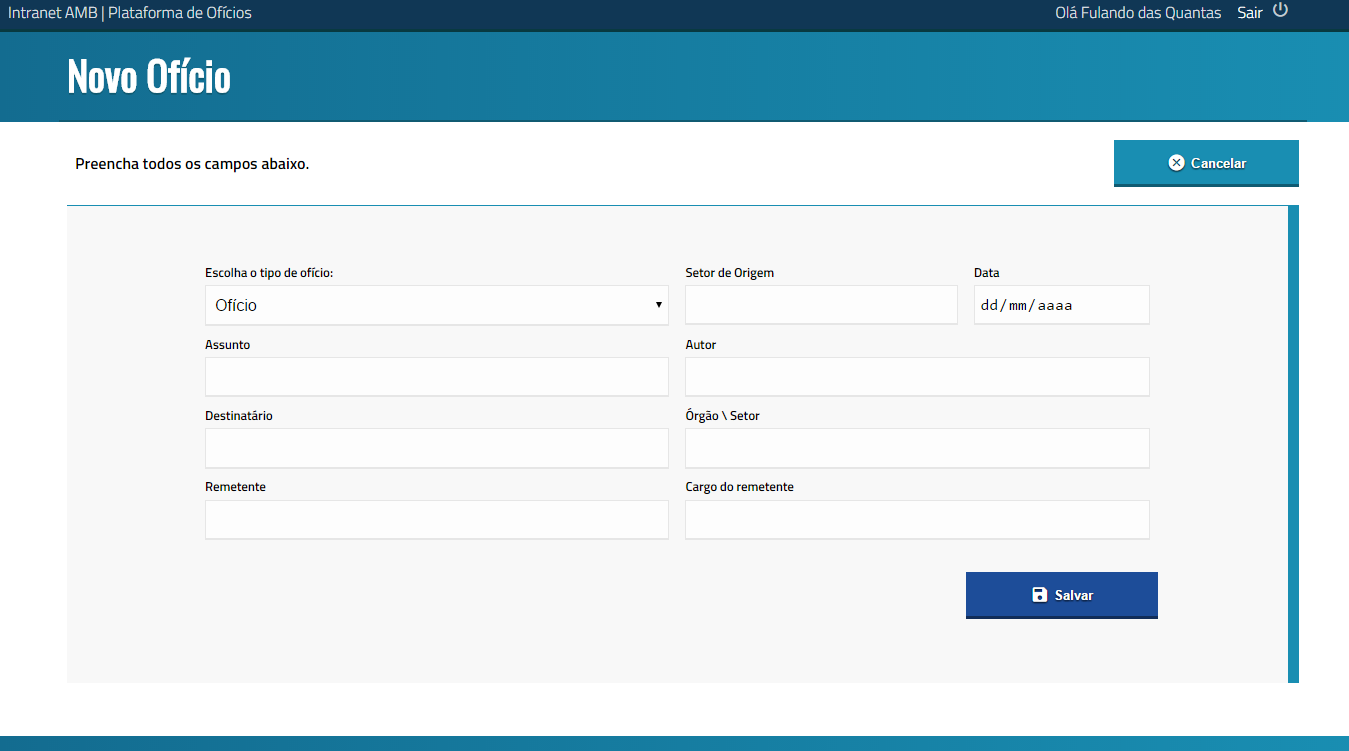 Intranet AMB | Plataforma de Ofícios
Olá Fulando das Quantas Sair
Novo Ofício
Preencha todos os campos abaixo.
Cancelar
Escolha o tipo de ofício: Setor de Origem Data
Ofício dd/mm/aaaa
Assunto Autor
Destinatário Órgão \ Setor
Remetente Cargo do remetente
Salvar